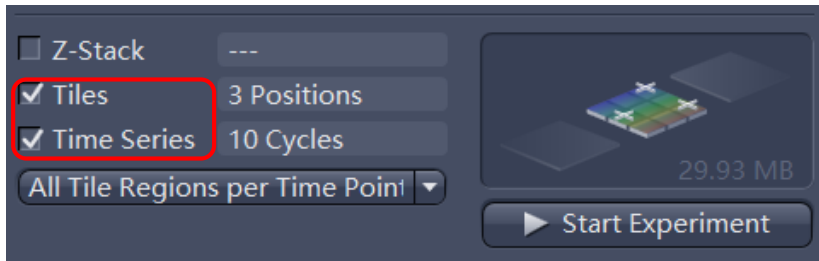 Z-Stack ---
Tiles 3 Positions
Time Series 10 Cycles
All Tile Regions per Time Point
29.93 MB
Start Experiment